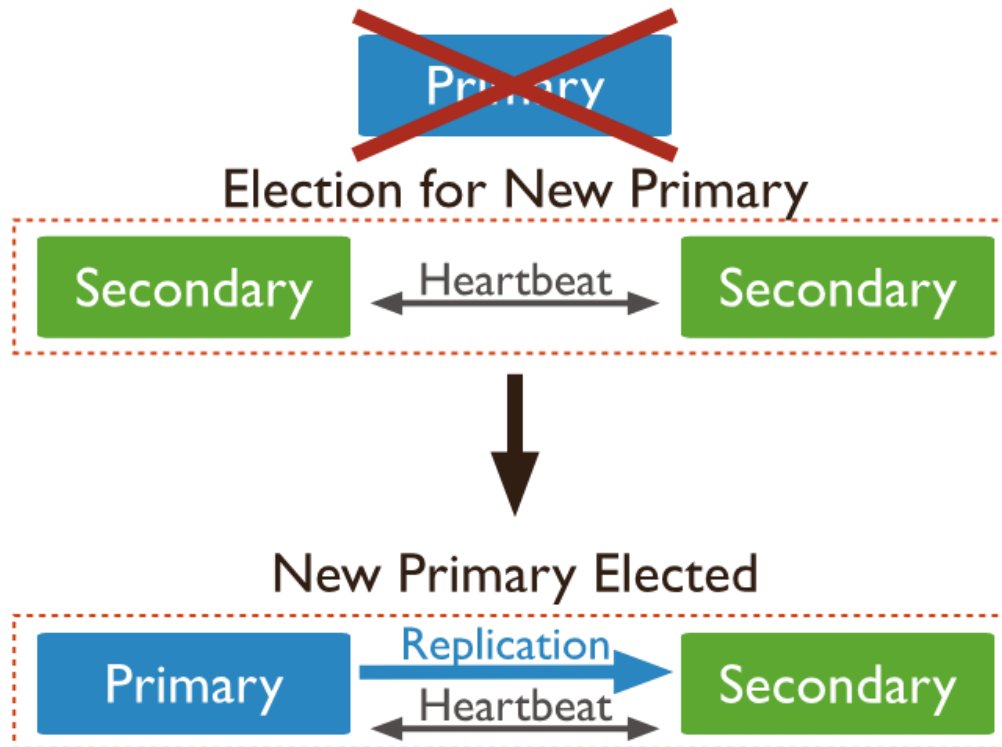 Primary
Election for New Primary
Secondary
Heartbeat
Secondary
New Primary Elected
Replication
Primary
Secondary
Heartbeat